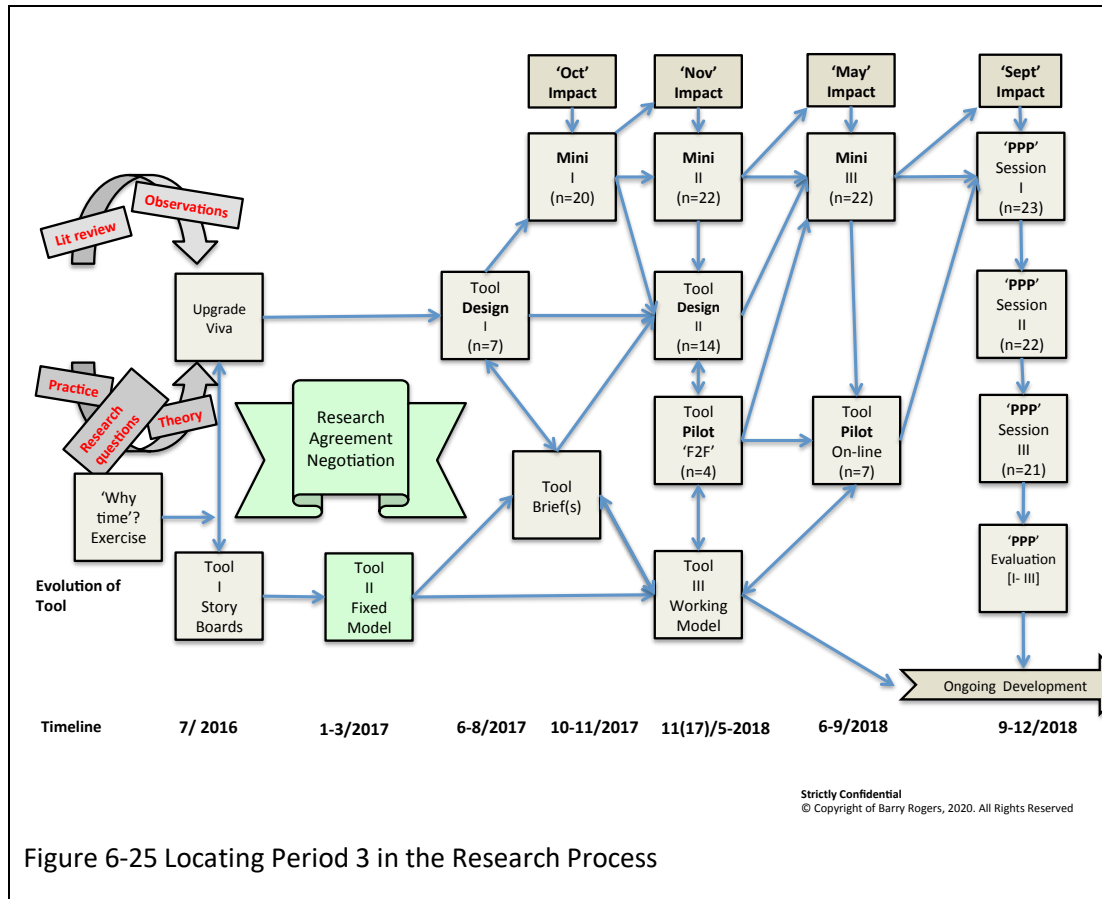 'Oct'
Impact
'Nov'
Impact
'May'
Impact
'Sept'
Impact
Mini
I
(n=20)
Mini
II
(n=22)
Mini
III
(n=22)
'PPP'
Session
I
(n=23)
Observations
Lit review
Upgrade
Viva
Tool
Design
I
(n=7)
Tool
Design
II
(n=14)
'PPP'
Session
II
(n=22)
Practice
Research
questions
Theory
Research
Agreement
Negotiation
Tool
Pilot
'F2F'
(n=4)
Tool
Pilot
On-line
(n=7)
'PPP'
Session
III
(n=21)
'Why
time'?
Exercise
Tool
Brief(s)
Evolution of
Tool
Tool
I
Story
Boards
Tool
II
Fixed
Model
Tool
III
Working
Model
'PPP'
Evaluation
[I- III]
Ongoing Development
Timeline
7/ 2016
1-3/2017
6-8/2017
10-11/2017
11(17)/5-2018
6-9/2018
9-12/2018
Strictly Confidential
© Copyright of Barry Rogers, 2020. All Rights Reserved
Figure 6-25 Locating Period 3 in the Research Process